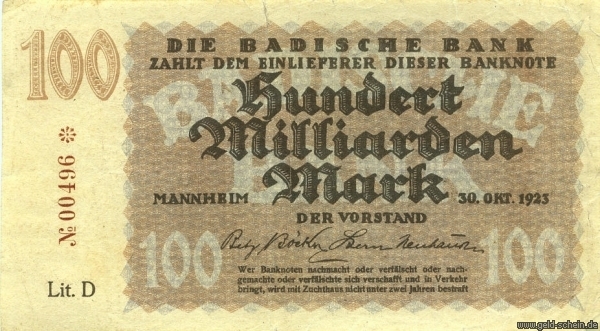 100
DIE BADISCHE BANK
ZAHLT DEM EINLIEFERER DIESER BANKNOTE
Hundert
Milliarden
Mark
MANNHEIM 30. OKT. 1923
DER VORSTAND
100 100
Wer Banknoten nachmacht oder verfälscht oder nach-
gemachte oder verfälschte sich verschafft und in Verkehr
bringt, wird mit Zuchthaus nicht unter zwei Jahren bestraft
№ 00496 *
Lit. D
www.geld-schein.de